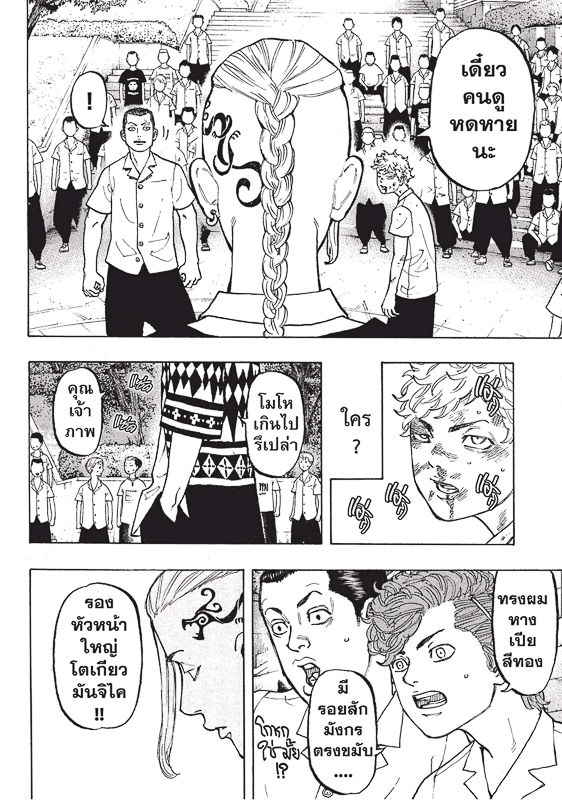 เดี๋ยว
คนดู
หดหาย
นะ
!
ใคร
?
แฮ่ก
แฮ่ก
แฮ่ก
แฮ่ก
โมโห
เกินไป
รึเปล่า
คุณ
เจ้า
ภาพ
ทรงผม
หาง
เปีย
สีทอง
มี
รอยสัก
มังกร
ตรงขมับ
....
โกหก
ใช่มั้ย
!?
รอง
หัวหน้า
ใหญ่
โตเกียว
มันจิไค
!!